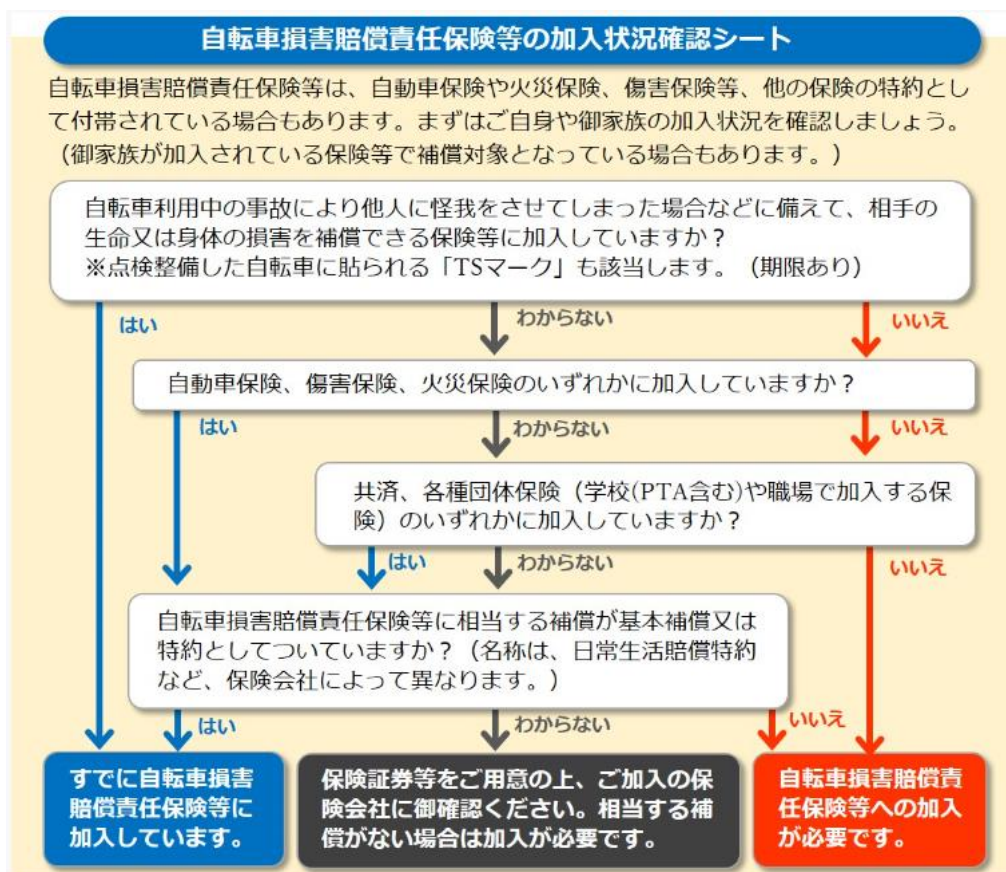 自転車損害賠償責任保険等の加入状況確認シート
自転車損害賠償責任保険等は、自動車保険や火災保険、傷害保険等、他の保険の特約とし
て付帯されている場合もあります。まずはご自身や御家族の加入状況を確認しましょう。
（御家族が加入されている保険等で補償対象となっている場合もあります。）
自転車利用中の事故により他人に怪我をさせてしまった場合などに備えて、相手の
生命又は身体の損害を補償できる保険等に加入していますか？
※点検整備した自転車に貼られる「TSマーク」も該当します。（期限あり）
はい
わからない
いいえ
自動車保険、傷害保険、火災保険のいずれかに加入していますか？
はい
わからない
いいえ
共済、各種団体保険（学校(PTA含む)や職場で加入する保
険）のいずれかに加入していますか？
はい
わからない
いいえ
自転車損害賠償責任保険等に相当する補償が基本補償又は
特約としてついていますか？（名称は、日常生活賠償特約
など、保険会社によって異なります。）
はい
わからない
いいえ
すでに自転車損害
賠償責任保険等に
加入しています。
保険証券等をご用意の上、ご加入の保
険会社に御確認ください。相当する補
償がない場合は加入が必要です。
自転車損害賠償責
任保険等への加入
が必要です。